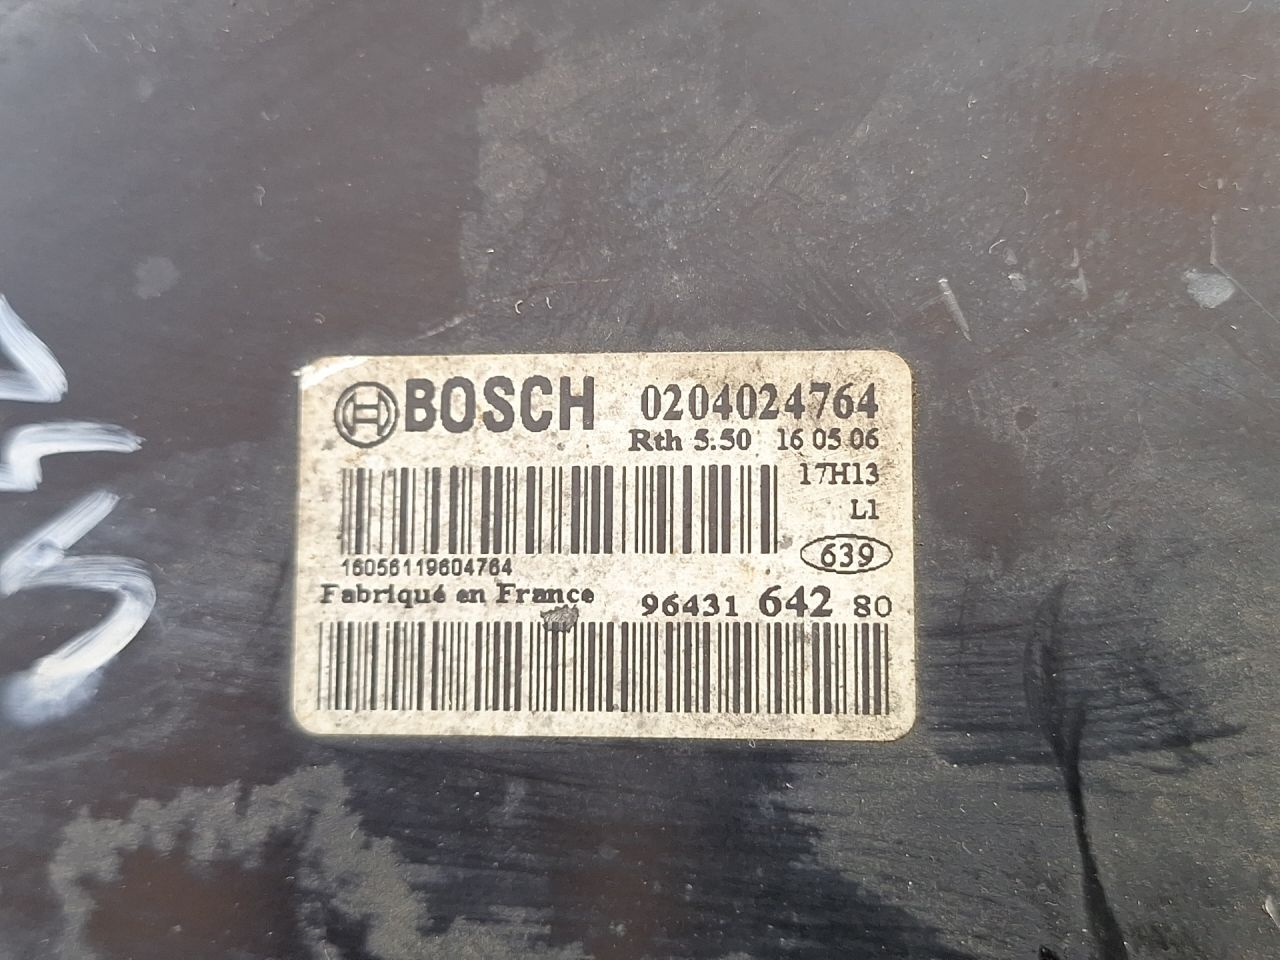 BOSCH 0204024764
Rth 5.50 16 05 06
17H13
L1
639
16056119604764
Fabriqué en France 96431 642 80